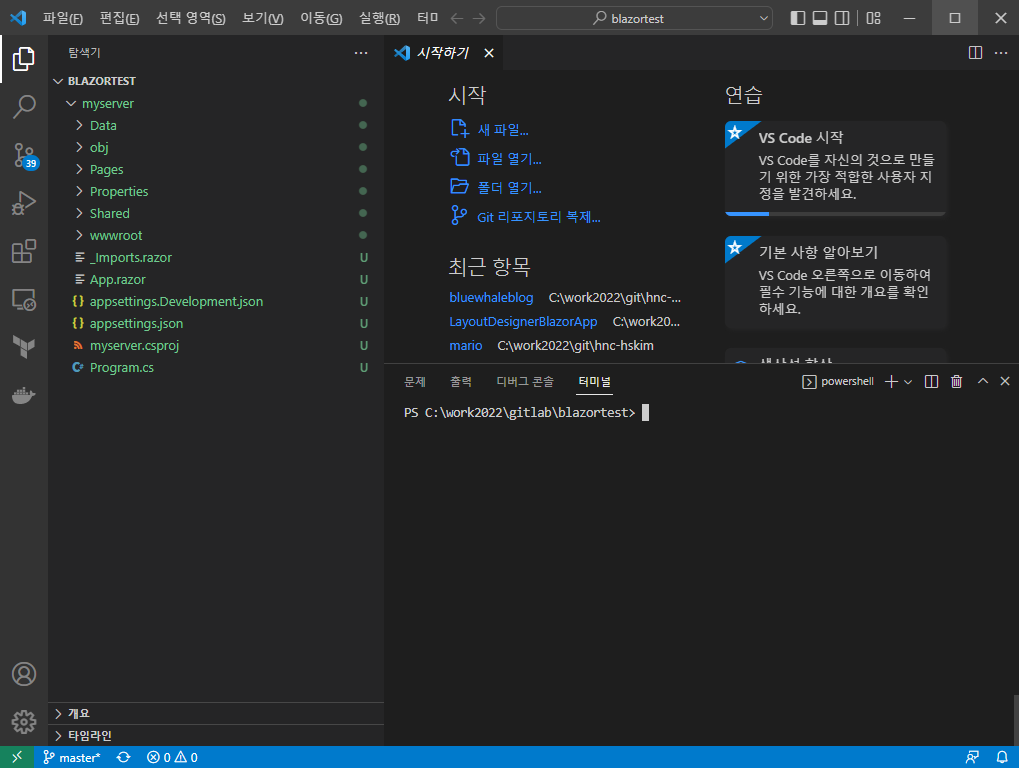 파일(F) 편집(E) 선택 영역(S) 보기(V) 이동(G) 실행(R) 터미 blazortest
탐색기
BLAZORTEST
myserver
Data
obj
Pages
Properties
Shared
wwwroot
_Imports.razor U
App.razor U
appsettings.Development.json U
appsettings.json U
myserver.csproj U
Program.cs U
개요
타임라인
39
시작하기
시작
새 파일...
파일 열기...
폴더 열기...
Git 리포지토리 복제...
최근 항목
bluewhaleblog C:\work2022\git\hnc-...
LayoutDesignerBlazorApp C:\work20...
mario C:\work2022\git\hnc-hskim
연습
VS Code 시작
VS Code를 자신의 것으로 만들
기 위한 가장 적합한 사용자 지
정을 발견하세요.
기본 사항 알아보기
VS Code 오른쪽으로 이동하여
필수 기능에 대한 개요를 확인
하세요.
문제 출력 디버그 콘솔 터미널 powershell
PS C:\work2022\gitlab\blazortest>
master* 0 0